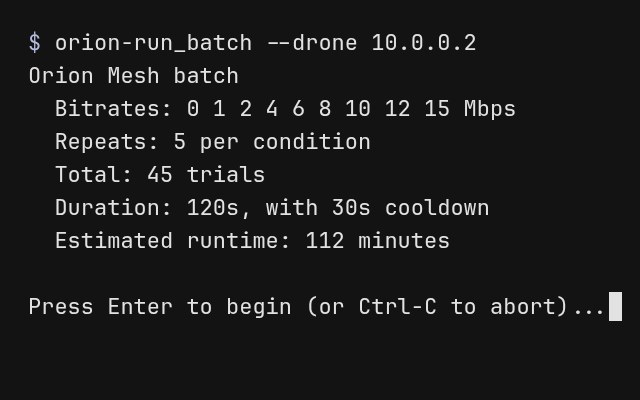 $ orion-run_batch --drone 10.0.0.2
Orion Mesh batch
Bitrates: 0 1 2 4 6 8 10 12 15 Mbps
Repeats: 5 per condition
Total: 45 trials
Duration: 120s, with 30s cooldown
Estimated runtime: 112 minutes
Press Enter to begin (or Ctrl-C to abort)...